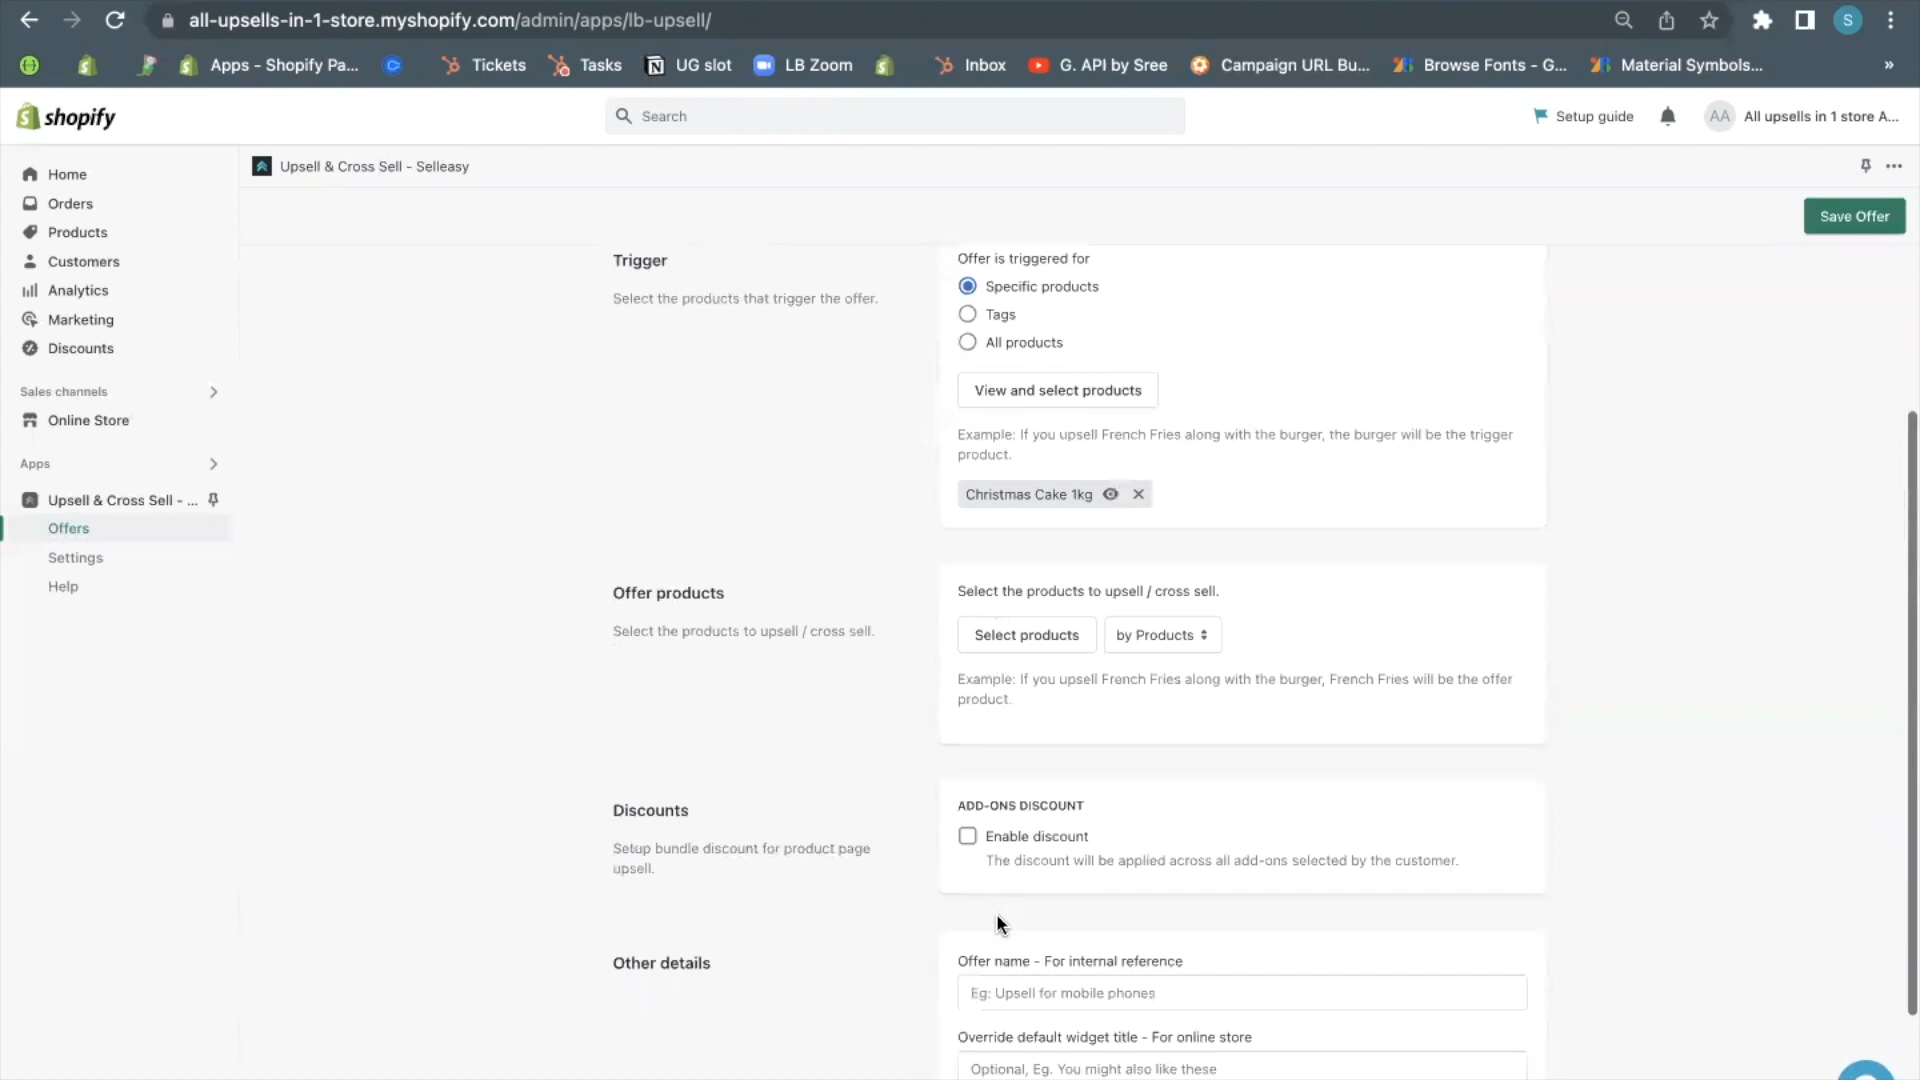 all-upsells-in-1-store.myshopify.com/admin/apps/lb-upsell/
S
Apps - Shopify Pa...
Tickets
Tasks
UG slot
LB Zoom
Inbox
G. API by Sree
Campaign URL Bu...
Browse Fonts - G...
Material Symbols...
»
shopify
Search
Setup guide
AA
All upsells in 1 store A...
Home
Orders
Products
Customers
Analytics
Marketing
Discounts
Sales channels
Online Store
Apps
Upsell & Cross Sell - ...
Offers
Settings
Help
Upsell & Cross Sell - Selleasy
Save Offer
Trigger
Select the products that trigger the offer.
Offer is triggered for
Specific products
Tags
All products
View and select products
Example: If you upsell French Fries along with the burger, the burger will be the trigger
product.
Christmas Cake 1kg
Offer products
Select the products to upsell / cross sell.
Select the products to upsell / cross sell.
Select products
by Products
Example: If you upsell French Fries along with the burger, French Fries will be the offer
product.
Discounts
Setup bundle discount for product page
upsell.
ADD-ONS DISCOUNT
Enable discount
The discount will be applied across all add-ons selected by the customer.
Other details
Offer name - For internal reference
Eg: Upsell for mobile phones
Override default widget title - For online store
Optional, Eg. You might also like these